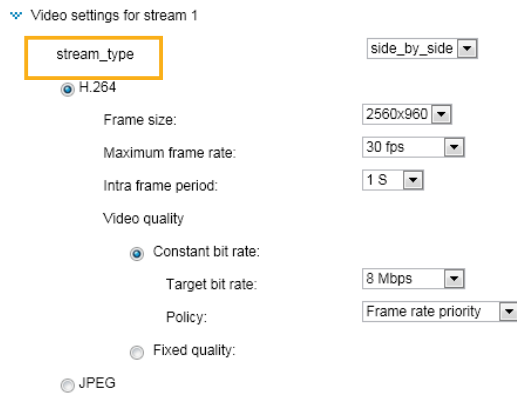 Video settings for stream 1
stream_type side_by_side
H.264
Frame size: 2560x960
Maximum frame rate: 30 fps
Intra frame period: 1 S
Video quality
Constant bit rate:
Target bit rate: 8 Mbps
Policy: Frame rate priority
Fixed quality:
JPEG